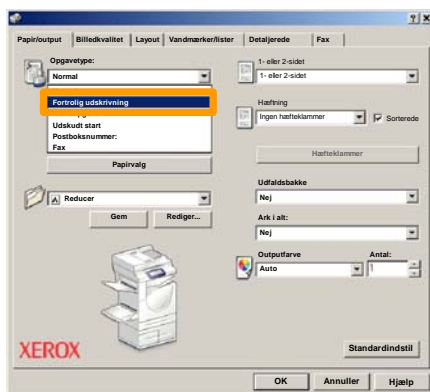 Papir/output Billedkvalitet Layout Vandmærker/lister Detaljerede Fax
Opgavetype:
Normal
Fortrolig udskrivning
Udskudt start
Postboksnummer:
Fax
Papirvalg
Reducer
Gem Rediger...
1- eller 2-sidet
1- eller 2-sidet
Hæftning
Ingen hæfteklammer Sorterede
Hæfteklammer
Udfaldsbakke
Nej
Ark i alt:
Nej
Outputfarve Antal:
Auto 1
XEROX
Standardindstil
OK Annuller Hjælp